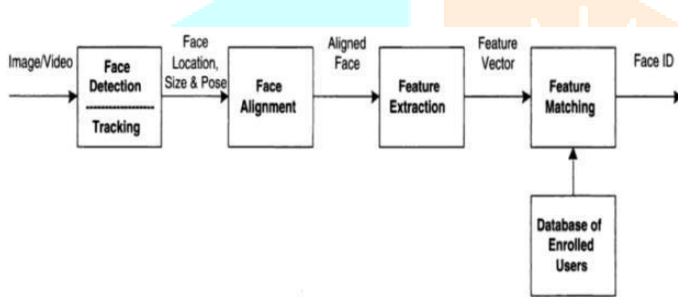 Image/Video
Face
Detection
Tracking
Face
Location,
Size & Pose
Face
Alignment
Aligned
Face
Feature
Extraction
Feature
Vector
Feature
Matching
Face ID
Database of
Enrolled
Users